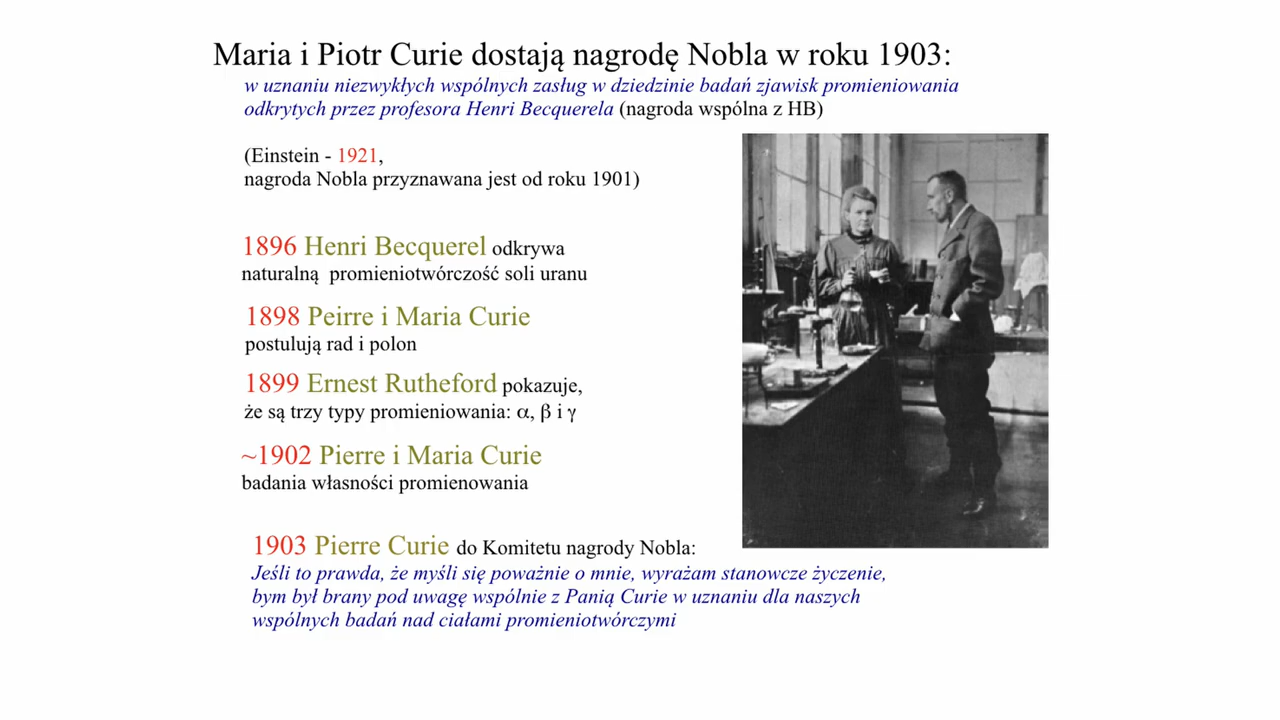 Maria i Piotr Curie dostają nagrodę Nobla w roku 1903:
w uznaniu niezwykłych wspólnych zasług w dziedzinie badań zjawisk promieniowania
odkrytych przez profesora Henri Becquerela (nagroda wspólna z HB)
(Einstein - 1921,
nagroda Nobla przyznawana jest od roku 1901)
1896 Henri Becquerel odkrywa
naturalną promieniotwórczość soli uranu
1898 Peirre i Maria Curie
postulują rad i polon
1899 Ernest Rutheford pokazuje,
że są trzy typy promieniowania: α, β i γ
~1902 Pierre i Maria Curie
badania własności promienowania
1903 Pierre Curie do Komitetu nagrody Nobla:
Jeśli to prawda, że myśli się poważnie o mnie, wyrażam stanowcze życzenie,
bym był brany pod uwagę wspólnie z Panią Curie w uznaniu dla naszych
wspólnych badań nad ciałami promieniotwórczymi